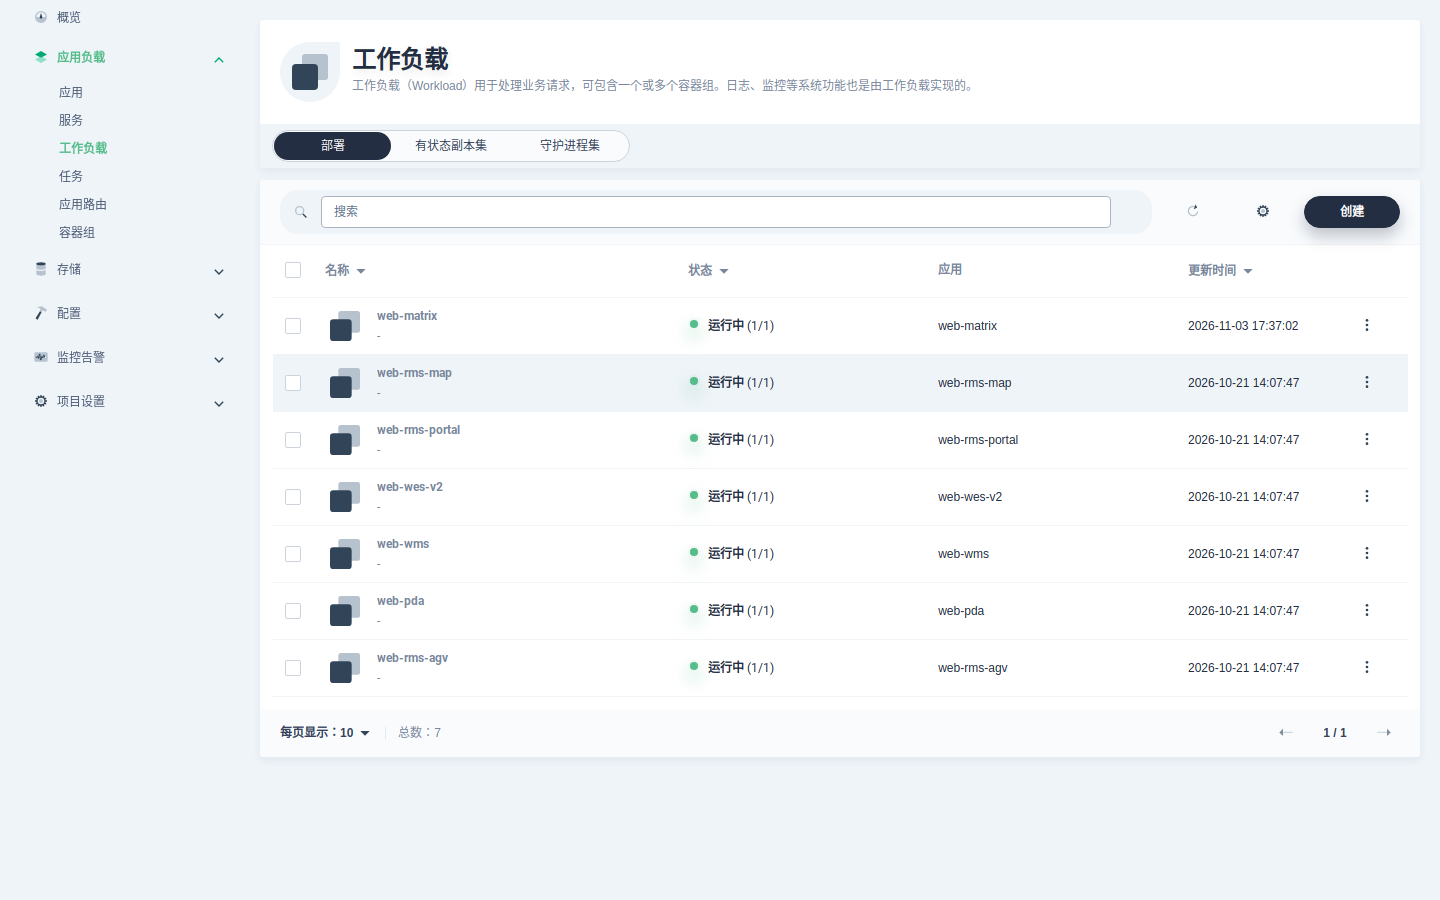 概览
应用负载
应用
服务
工作负载
任务
应用路由
容器组
存储
配置
监控告警
项目设置
工作负载
工作负载（Workload）用于处理业务请求，可包含一个或多个容器组。日志、监控等系统功能也是由工作负载实现的。
部署 有状态副本集 守护进程集
搜索 创建
名称 状态 应用 更新时间
web-matrix
-
运行中 (1/1) web-matrix 2026-11-03 17:37:02
web-rms-map
-
运行中 (1/1) web-rms-map 2026-10-21 14:07:47
web-rms-portal
-
运行中 (1/1) web-rms-portal 2026-10-21 14:07:47
web-wes-v2
-
运行中 (1/1) web-wes-v2 2026-10-21 14:07:47
web-wms
-
运行中 (1/1) web-wms 2026-10-21 14:07:47
web-pda
-
运行中 (1/1) web-pda 2026-10-21 14:07:47
web-rms-agv
-
运行中 (1/1) web-rms-agv 2026-10-21 14:07:47
每页显示：10 总数：7 1 / 1